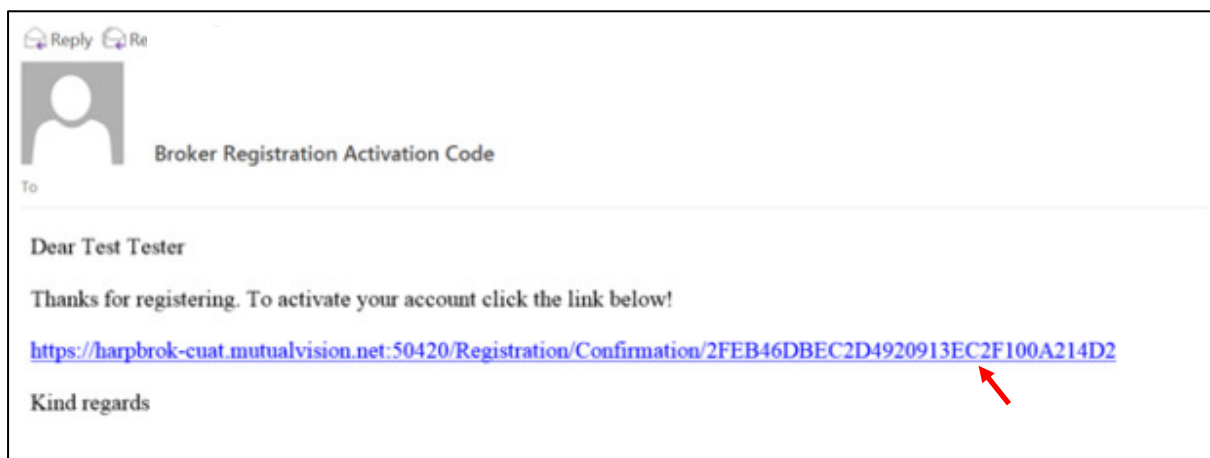 Reply Re
Broker Registration Activation Code
To
Dear Test Tester
Thanks for registering. To activate your account click the link below!
https://harpbrok-cuat.mutualvision.net:50420/Registration/Confirmation/2FEB46DBEC2D4920913EC2F100A214D2
Kind regards